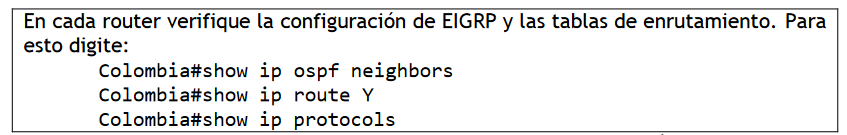 En cada router verifique la configuración de EIGRP y las tablas de enrutamiento. Para
esto digite:
Colombia#show ip ospf neighbors
Colombia#show ip route Y
Colombia#show ip protocols